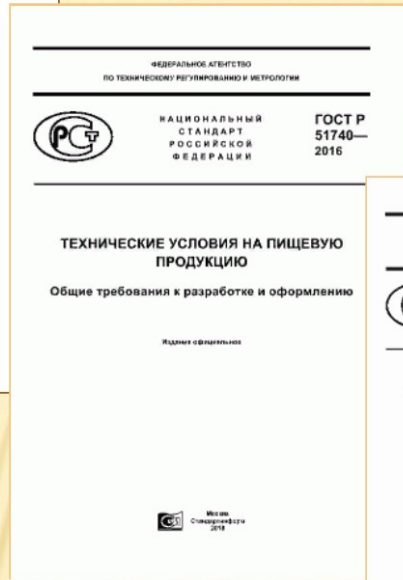 ФЕДЕРАЛЬНОЕ АГЕНТСТВО
ПО ТЕХНИЧЕСКОМУ РЕГУЛИРОВАНИЮ И МЕТРОЛОГИИ
НАЦИОНАЛЬНЫЙ
СТАНДАРТ
РОССИЙСКОЙ
ФЕДЕРАЦИИ
ГОСТ Р
51740—
2016
ТЕХНИЧЕСКИЕ УСЛОВИЯ НА ПИЩЕВУЮ
ПРОДУКЦИЮ
Общие требования к разработке и оформлению
Издание официальное
Москва
Стандартинформ